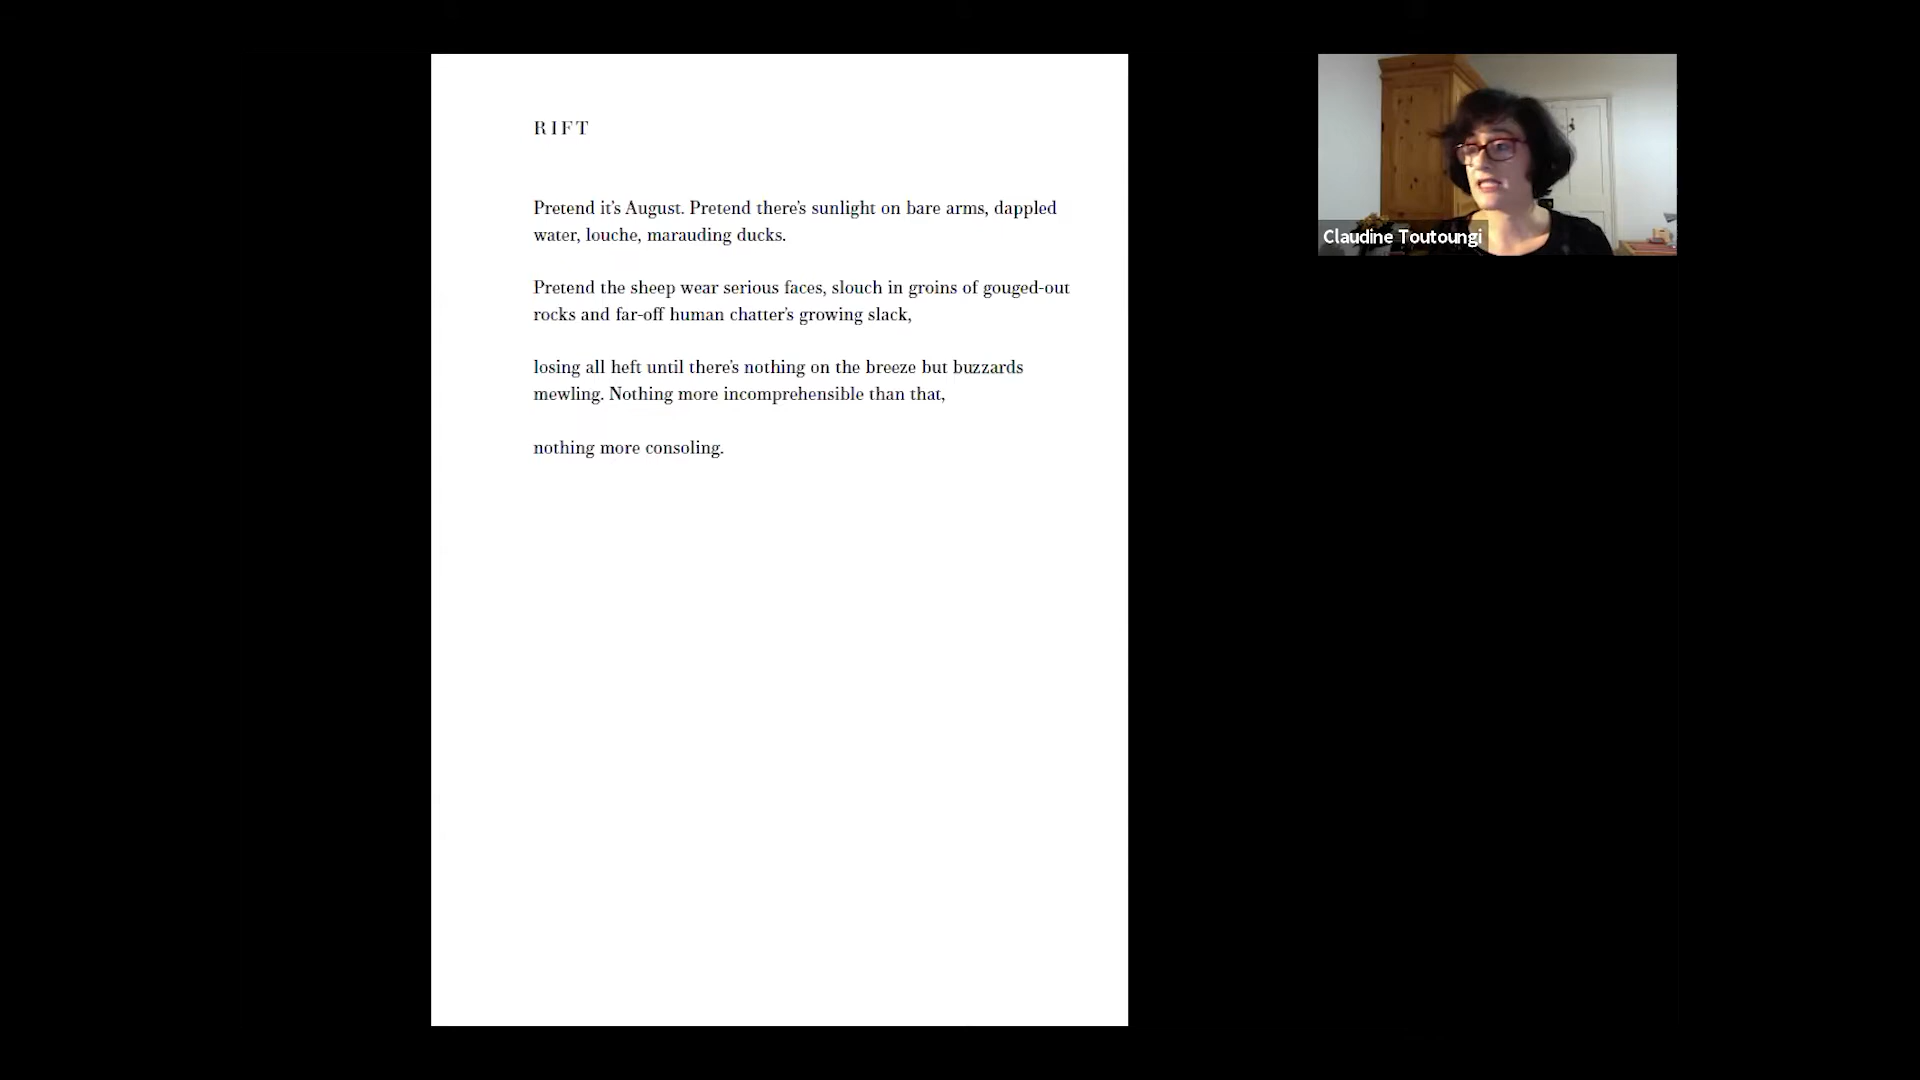 RIFT
Pretend it's August. Pretend there's sunlight on bare arms, dappled
water, louche, marauding ducks.
Pretend the sheep wear serious faces, slouch in groins of gouged-out
rocks and far-off human chatter's growing slack,
losing all heft until there's nothing on the breeze but buzzards
mewling. Nothing more incomprehensible than that,
nothing more consoling.
Claudine Toutoungi